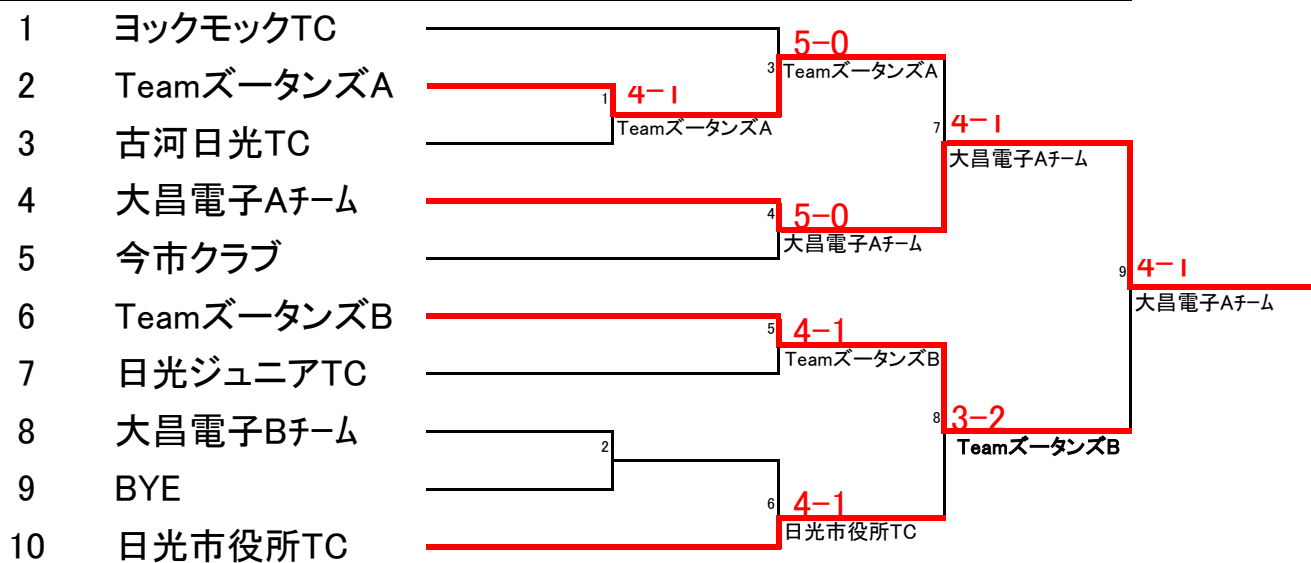 1 ヨックモックTC
2 TeamズータンズA
3 古河日光TC
4 大昌電子Aチーム
5 今市クラブ
6 TeamズータンズB
7 日光ジュニアTC
8 大昌電子Bチーム
9 BYE
10 日光市役所TC
1 4-1
TeamズータンズA
2
3 5-0
TeamズータンズA
4 5-0
大昌電子Aチーム
5 4-1
TeamズータンズB
6 4-1
日光市役所TC
7 4-1
大昌電子Aチーム
8 3-2
TeamズータンズB
9 4-1
大昌電子Aチーム